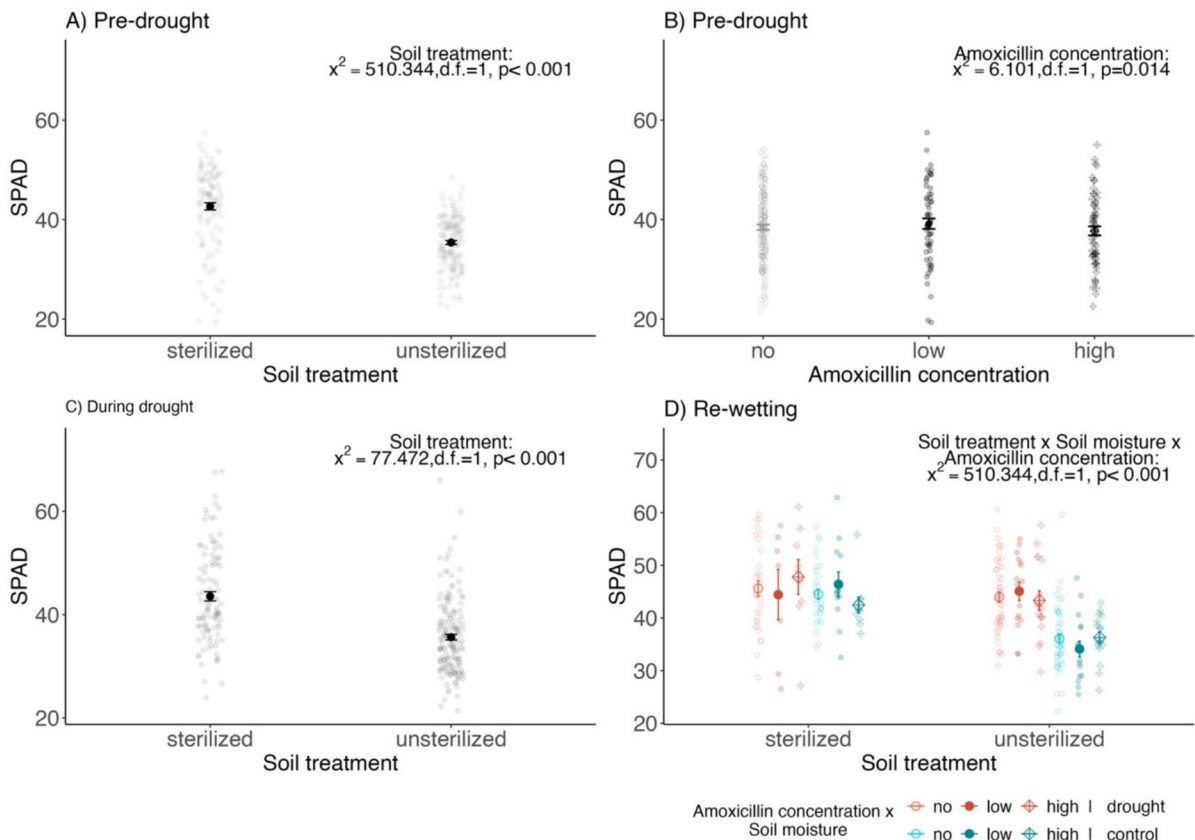 A) Pre-drought
Soil treatment:
x² = 510.344,d.f.=1, p< 0.001
SPAD
60
40
20
sterilized
unsterilized
Soil treatment
B) Pre-drought
Amoxicillin concentration:
x² = 6.101,d.f.=1, p=0.014
SPAD
60
40
20
no
low
high
Amoxicillin concentration
C) During drought
Soil treatment:
x² = 77.472,d.f.=1, p< 0.001
SPAD
60
40
20
sterilized
unsterilized
Soil treatment
D) Re-wetting
Soil treatment x Soil moisture x
Amoxicillin concentration:
x² = 510.344,d.f.=1, p< 0.001
SPAD
70
60
50
40
30
20
sterilized
unsterilized
Soil treatment
Amoxicillin concentration x
Soil moisture
no low high | drought
no low high | control